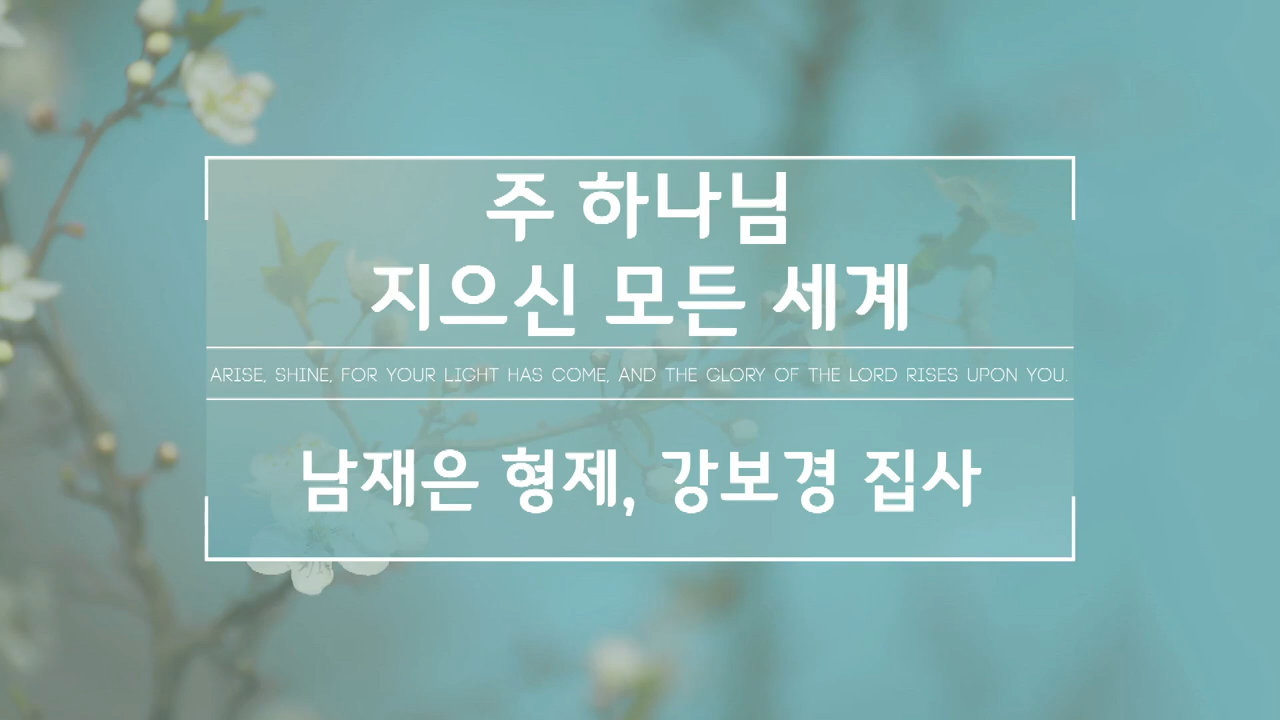 주 하나님
지으신 모든 세계
ARISE, SHINE, FOR YOUR LIGHT HAS COME, AND THE GLORY OF THE LORD RISES UPON YOU.
남재은 형제, 강보경 집사